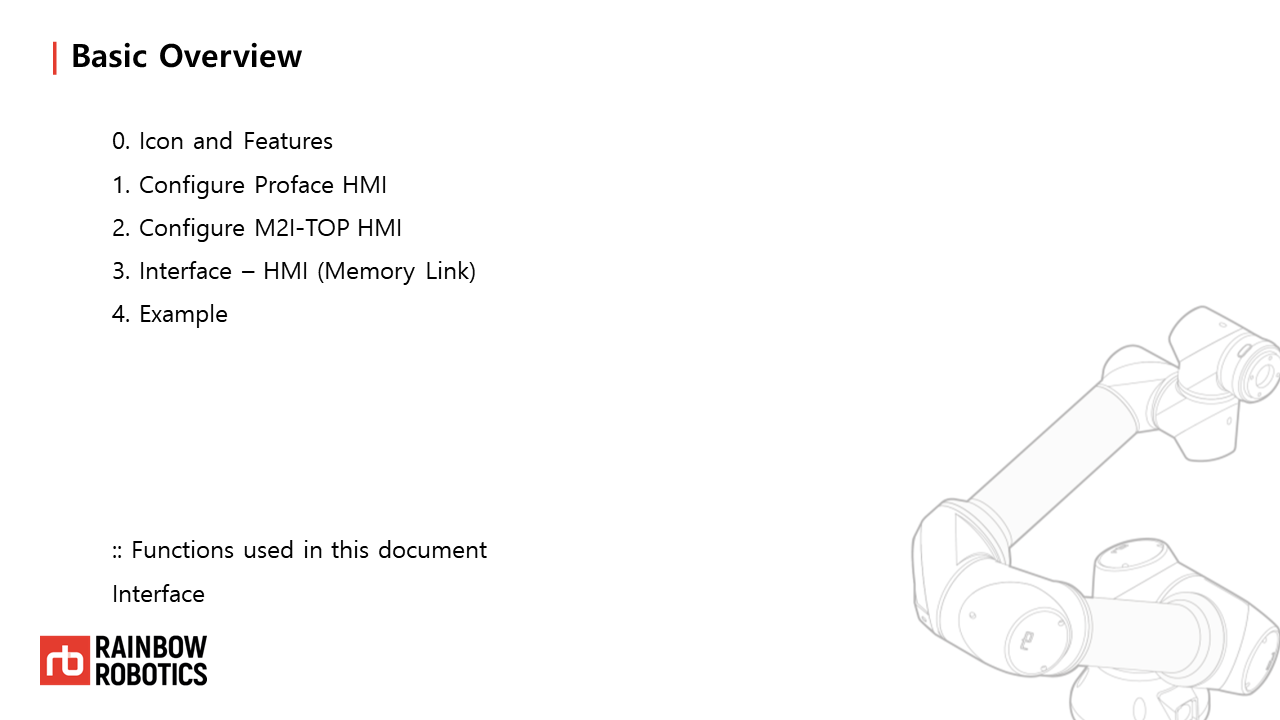 Basic Overview
0. Icon and Features
1. Configure Proface HMI
2. Configure M2I-TOP HMI
3. Interface – HMI (Memory Link)
4. Example
:: Functions used in this document
Interface
rb RAINBOW
ROBOTICS
rb